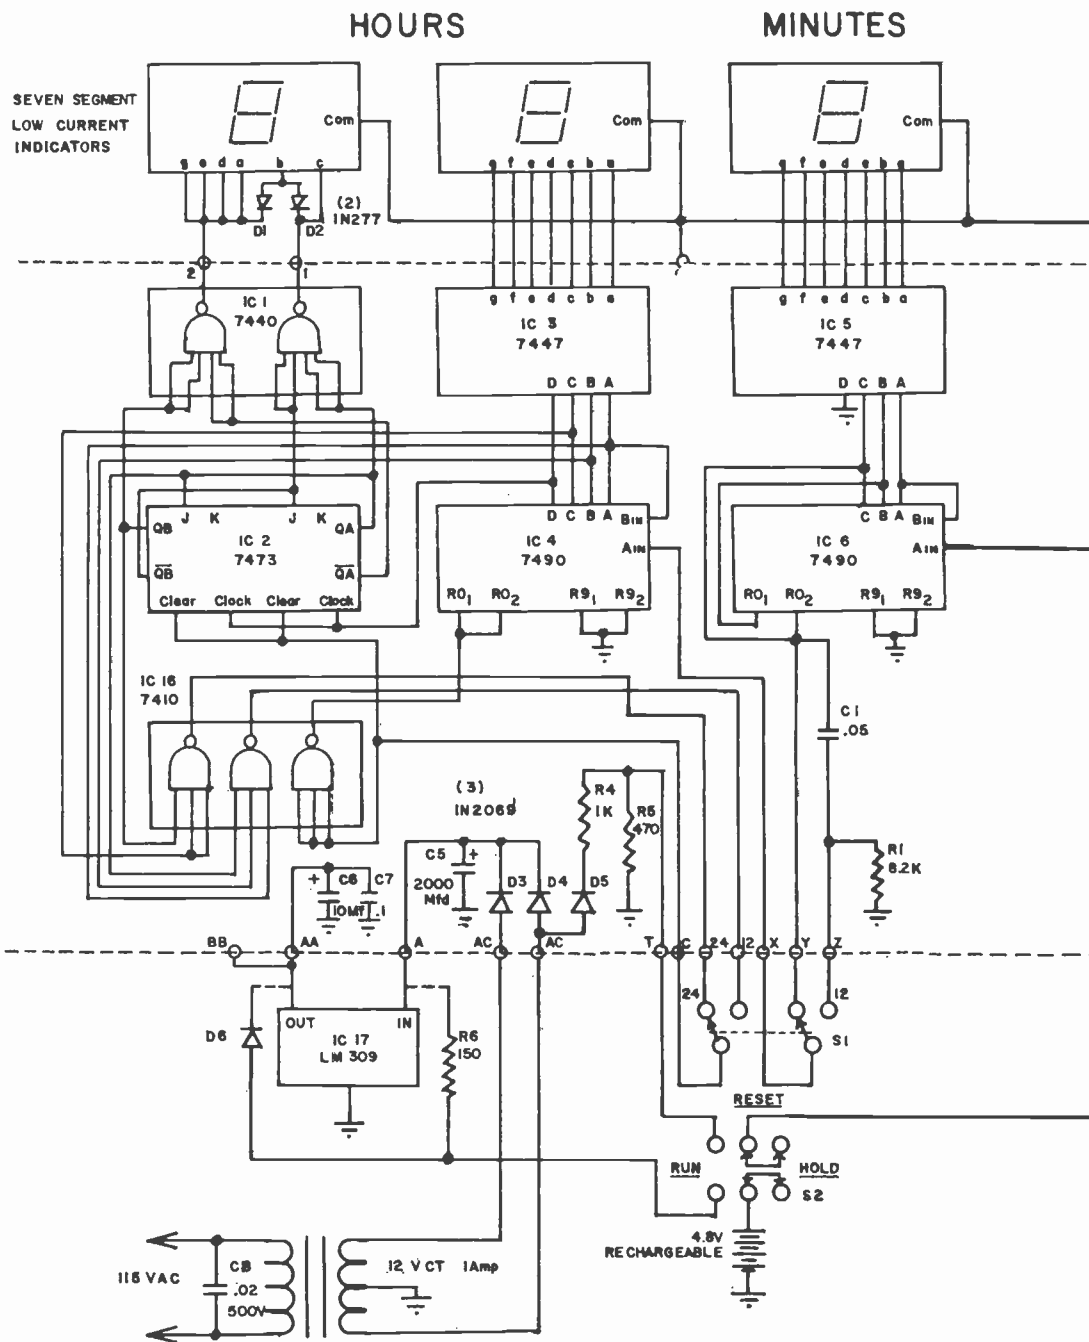 HOURS MINUTES
SEVEN SEGMENT
LOW CURRENT
INDICATORS
Com Com Com
g e d a b c
g f e d c b a
g f e d c b a
D1 D2
(2)
IN277
2 1
IC 1
7440
g f e d c b a
IC 3
7447
D C B A
g f e d c b a
IC 5
7447
D C B A
J K J K
QB QA
IC 2
7473
QB QA
Clear Clock Clear Clock
D C B A
BIN
AIN
IC 4
7490
RO1 RO2 R91 R92
C B A
BIN
AIN
IC 6
7490
RO1 RO2 R91 R92
IC 16
7410
C1
.05
(3)
IN2069
R4
1K
R5
470
R1
8.2K
C5 +
2000
Mfd
D3 D4 D5
+ C6 C7
10Mf .1
BB AA A AC AC T C 24 12 X Y Z
24 12
S1
D6
OUT IN
IC 17
LM 309
R6
150
RESET
RUN HOLD
S2
4.8V
RECHARGEABLE
115 VAC
C8
.02
500V
12 VCT 1Amp